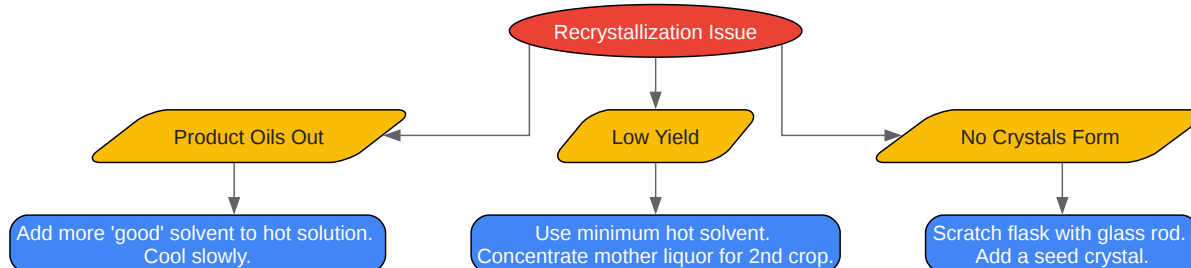 Recrystallization Issue
Product Oils Out
Low Yield
No Crystals Form
Add more 'good' solvent to hot solution.
Cool slowly.
Use minimum hot solvent.
Concentrate mother liquor for 2nd crop.
Scratch flask with glass rod.
Add a seed crystal.